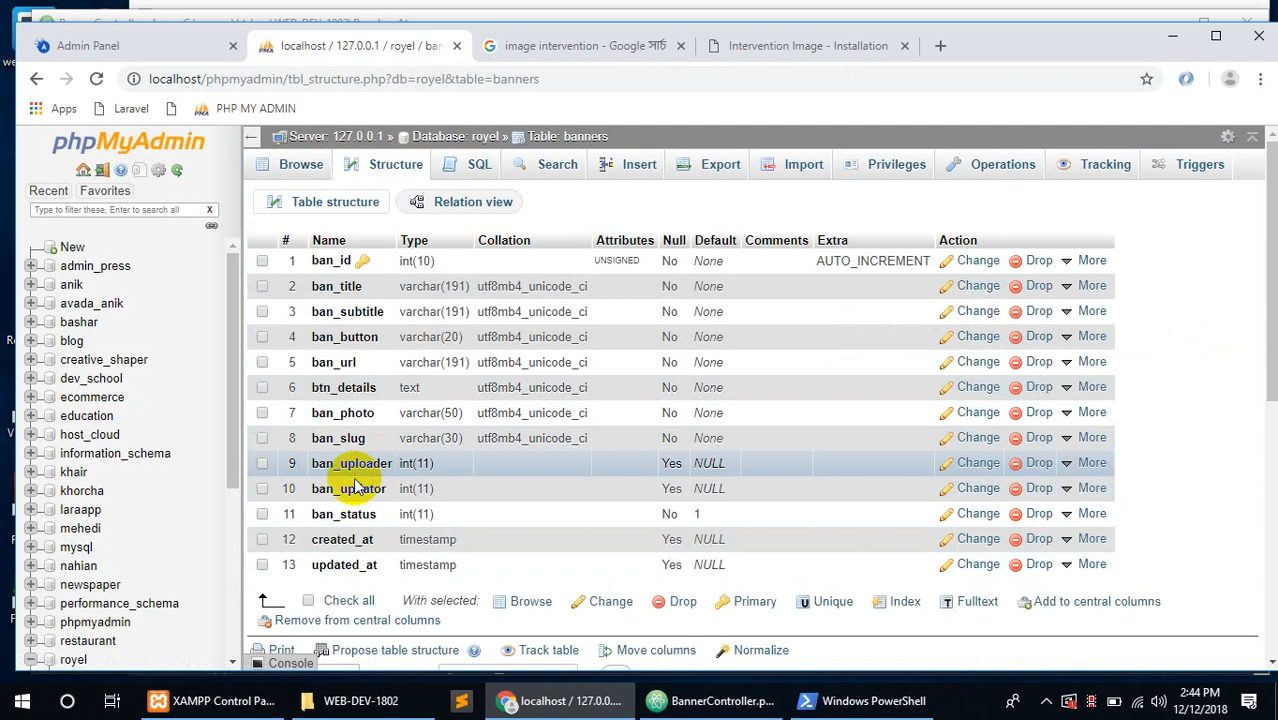 Admin Panel
localhost / 127.0.0.1 / royel / ban
image intervention - Google সার্চ
Intervention Image - Installation
localhost/phpmyadmin/tbl_structure.php?db=royel&table=banners
Apps
Laravel
PHP MY ADMIN
phpMyAdmin
Recent
Favorites
Type to filter these, Enter to search all
X
New
admin_press
anik
avada_anik
bashar
blog
creative_shaper
dev_school
ecommerce
education
host_cloud
information_schema
khair
khorcha
laraapp
mehedi
mysql
nahian
newspaper
performance_schema
phpmyadmin
restaurant
royel
Server: 127.0.0.1 » Database: royel » Table: banners
Browse Structure SQL Search Insert Export Import Privileges Operations Tracking Triggers
Table structure Relation view
# Name Type Collation Attributes Null Default Comments Extra Action
1 ban_id int(10) UNSIGNED No None AUTO_INCREMENT Change Drop More
2 ban_title varchar(191) utf8mb4_unicode_ci No None Change Drop More
3 ban_subtitle varchar(191) utf8mb4_unicode_ci No None Change Drop More
4 ban_button varchar(20) utf8mb4_unicode_ci No None Change Drop More
5 ban_url varchar(191) utf8mb4_unicode_ci No None Change Drop More
6 btn_details text utf8mb4_unicode_ci No None Change Drop More
7 ban_photo varchar(50) utf8mb4_unicode_ci No None Change Drop More
8 ban_slug varchar(30) utf8mb4_unicode_ci No None Change Drop More
9 ban_uploader int(11) Yes NULL Change Drop More
10 ban_updator int(11) Yes NULL Change Drop More
11 ban_status int(11) No 1 Change Drop More
12 created_at timestamp Yes NULL Change Drop More
13 updated_at timestamp Yes NULL Change Drop More
Check all With selected: Browse Change Drop Primary Unique Index Fulltext Add to central columns
Remove from central columns
Print Propose table structure Track table Move columns Normalize
Console
XAMPP Control Pa...
WEB-DEV-1802
localhost / 127.0.0....
BannerController.p...
Windows PowerShell
2:44 PM
12/12/2018